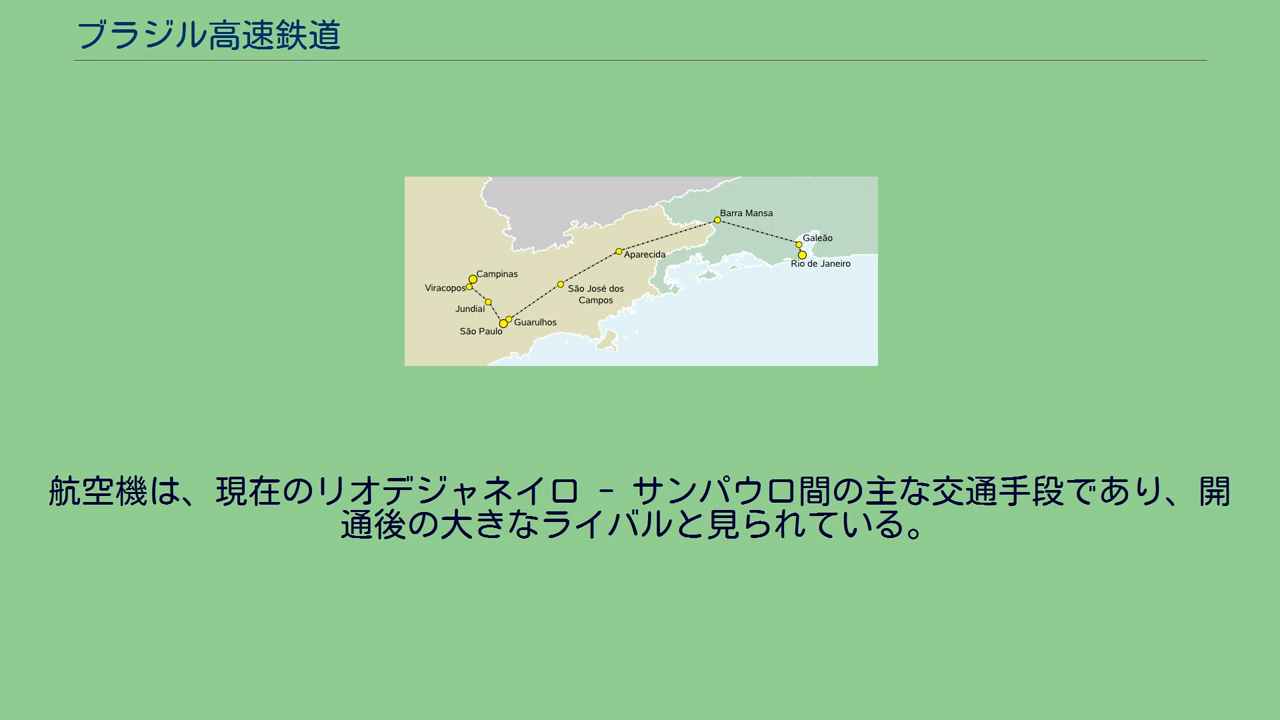 ブラジル高速鉄道
Barra Mansa
Galeão
Aparecida
Rio de Janeiro
Campinas
Viracopos
São José dos
Campos
Jundiaí
Guarulhos
São Paulo
航空機は、現在のリオデジャネイロ － サンパウロ間の主な交通手段であり、開
通後の大きなライバルと見られている。